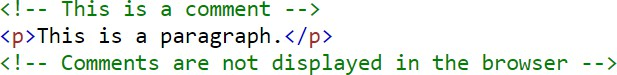 <!-- This is a comment -->
<p>This is a paragraph.</p>
<!-- Comments are not displayed in the browser -->